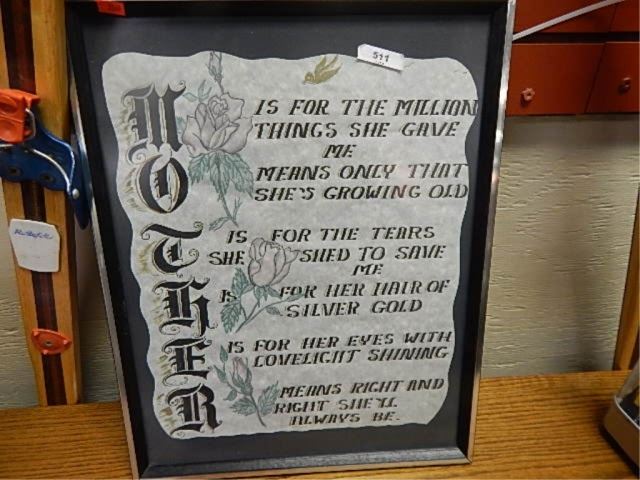 511
MOTHER
IS FOR THE MILLION
THINGS SHE GAVE
ME
MEANS ONLY THAT
SHE'S GROWING OLD
IS FOR THE TEARS
SHE SHED TO SAVE
ME
IS FOR HER HAIR OF
SILVER GOLD
IS FOR HER EYES WITH
LOVELIGHT SHINING
MEANS RIGHT AND
RIGHT SHE'LL
ALWAYS BE.